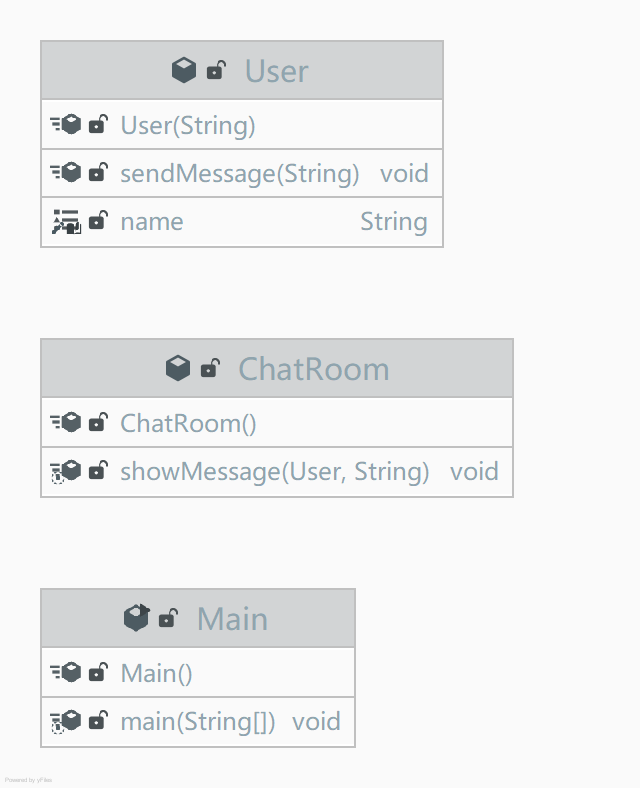 User
User(String)
sendMessage(String) void
name String
ChatRoom
ChatRoom()
showMessage(User, String) void
Main
Main()
main(String[]) void
Powered by yFiles